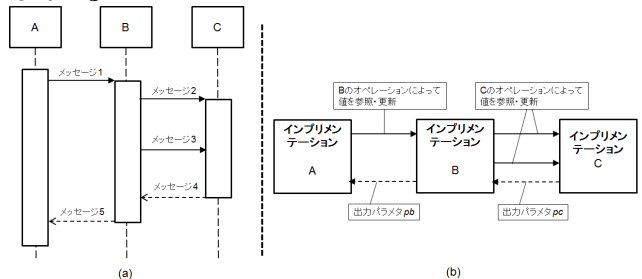 A
B
C
メッセージ1
メッセージ2
メッセージ3
メッセージ4
メッセージ5
(a)
Bのオペレーションによって
値を参照・更新
Cのオペレーションによって
値を参照・更新
インプリメン
テーション
A
インプリメン
テーション
B
インプリメン
テーション
C
出力パラメタpb
出力パラメタpc
(b)